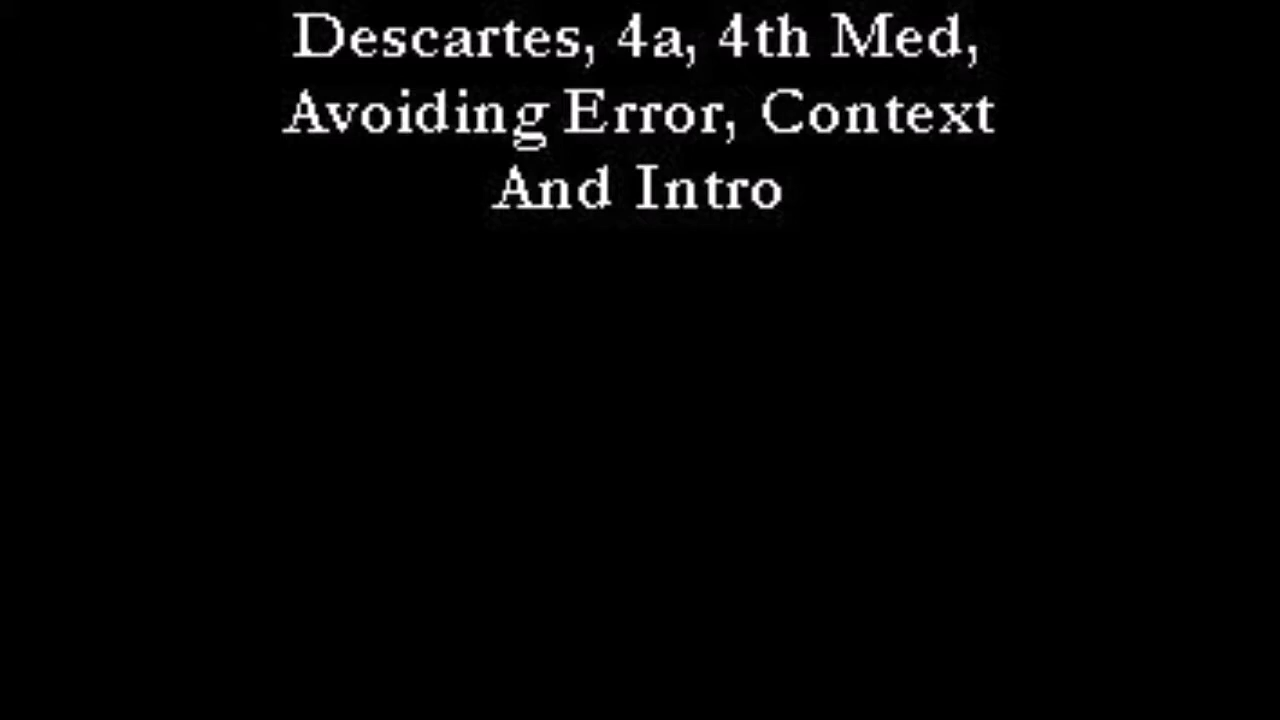 Descartes, 4a, 4th Med,
Avoiding Error, Context
And Intro